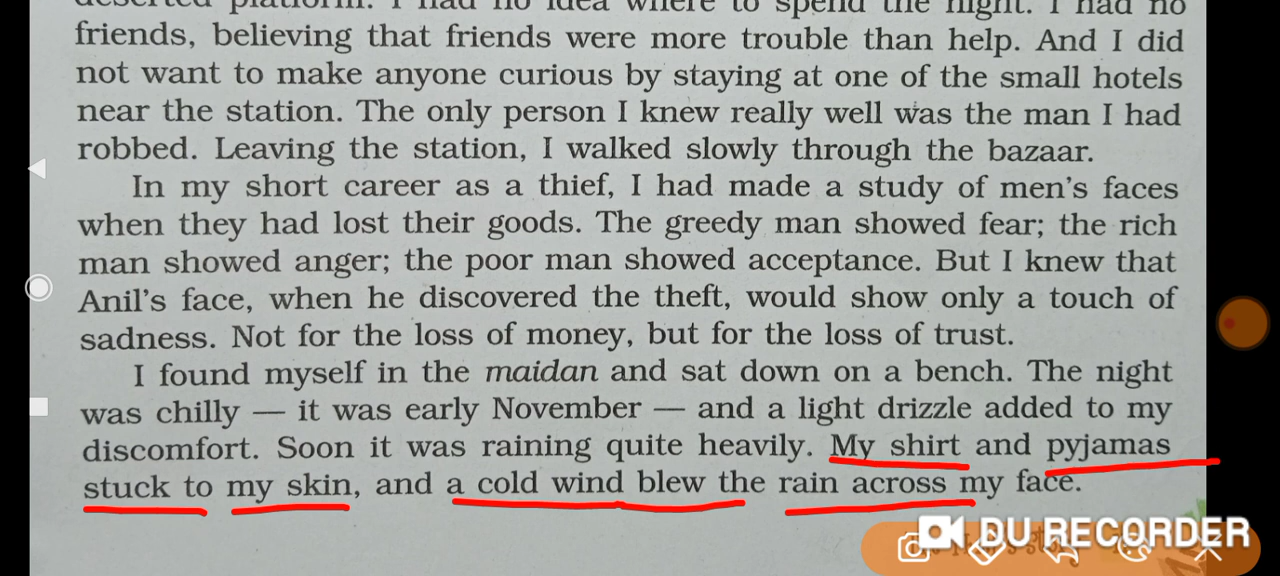 deserted platform. I had no idea where to spend the night. I had no
friends, believing that friends were more trouble than help. And I did
not want to make anyone curious by staying at one of the small hotels
near the station. The only person I knew really well was the man I had
robbed. Leaving the station, I walked slowly through the bazaar.
In my short career as a thief, I had made a study of men's faces
when they had lost their goods. The greedy man showed fear; the rich
man showed anger; the poor man showed acceptance. But I knew that
Anil's face, when he discovered the theft, would show only a touch of
sadness. Not for the loss of money, but for the loss of trust.
I found myself in the maidan and sat down on a bench. The night
was chilly — it was early November — and a light drizzle added to my
discomfort. Soon it was raining quite heavily. My shirt and pyjamas
stuck to my skin, and a cold wind blew the rain across my face.
DU RECORDER